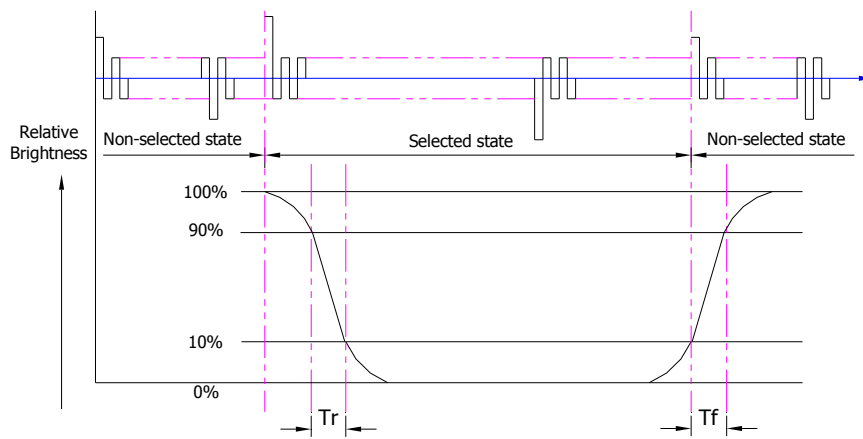 Relative
Brightness
Non-selected state
Selected state
Non-selected state
100%
90%
10%
0%
Tr
Tf